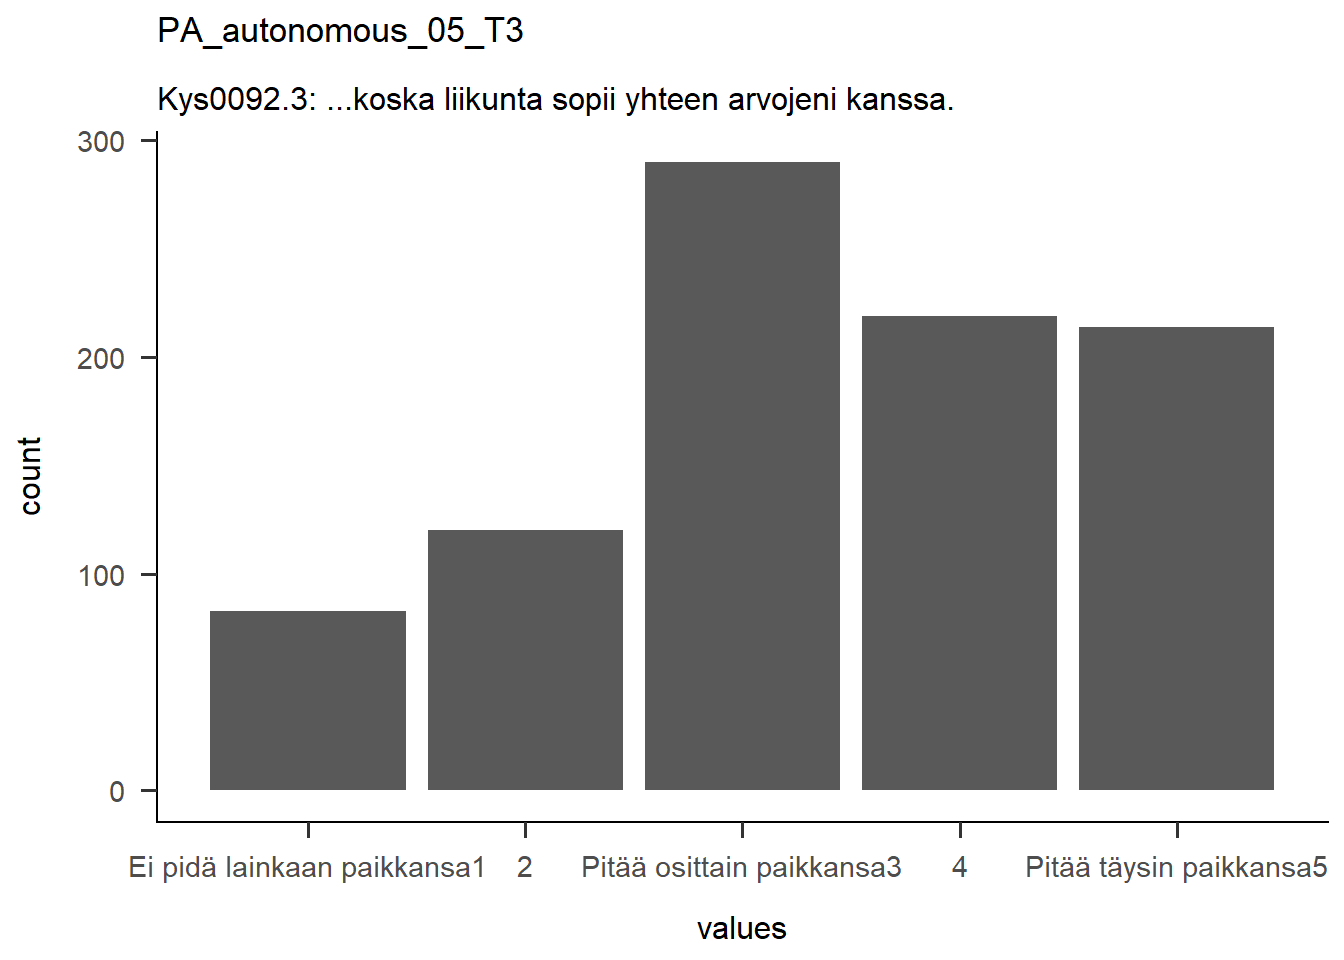 PA_autonomous_05_T3
Kys0092.3: ...koska liikunta sopii yhteen arvojeni kanssa.
300
200
100
0
count
Ei pidä lainkaan paikkansa1 2 Pitää osittain paikkansa3 4 Pitää täysin paikkansa5
values